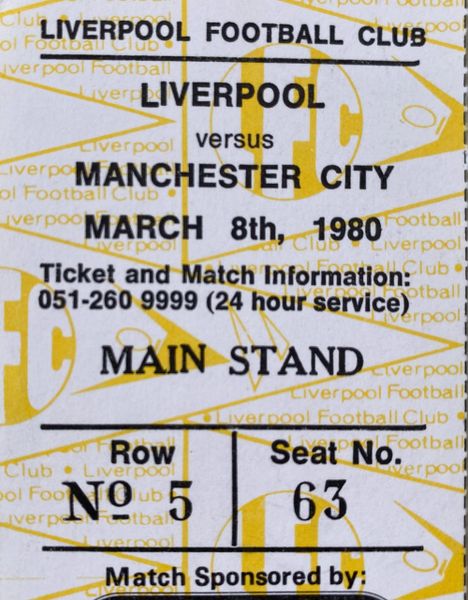 LIVERPOOL FOOTBALL CLUB
LIVERPOOL
versus
MANCHESTER CITY
MARCH 8th, 1980
Ticket and Match Information:
051-260 9999 (24 hour service)
MAIN STAND
Row
Seat No.
Nº 5
63
Match Sponsored by: